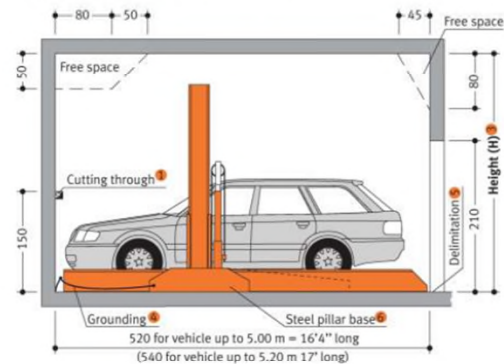 80
50
45
Free space
50
Free space
80
Height (H) 3
Cutting through 1
150
210
Delimitation 5
Grounding 4
Steel pillar base 6
520 for vehicle up to 5.00 m = 16'4" long
(540 for vehicle up to 5.20 m 17' long)